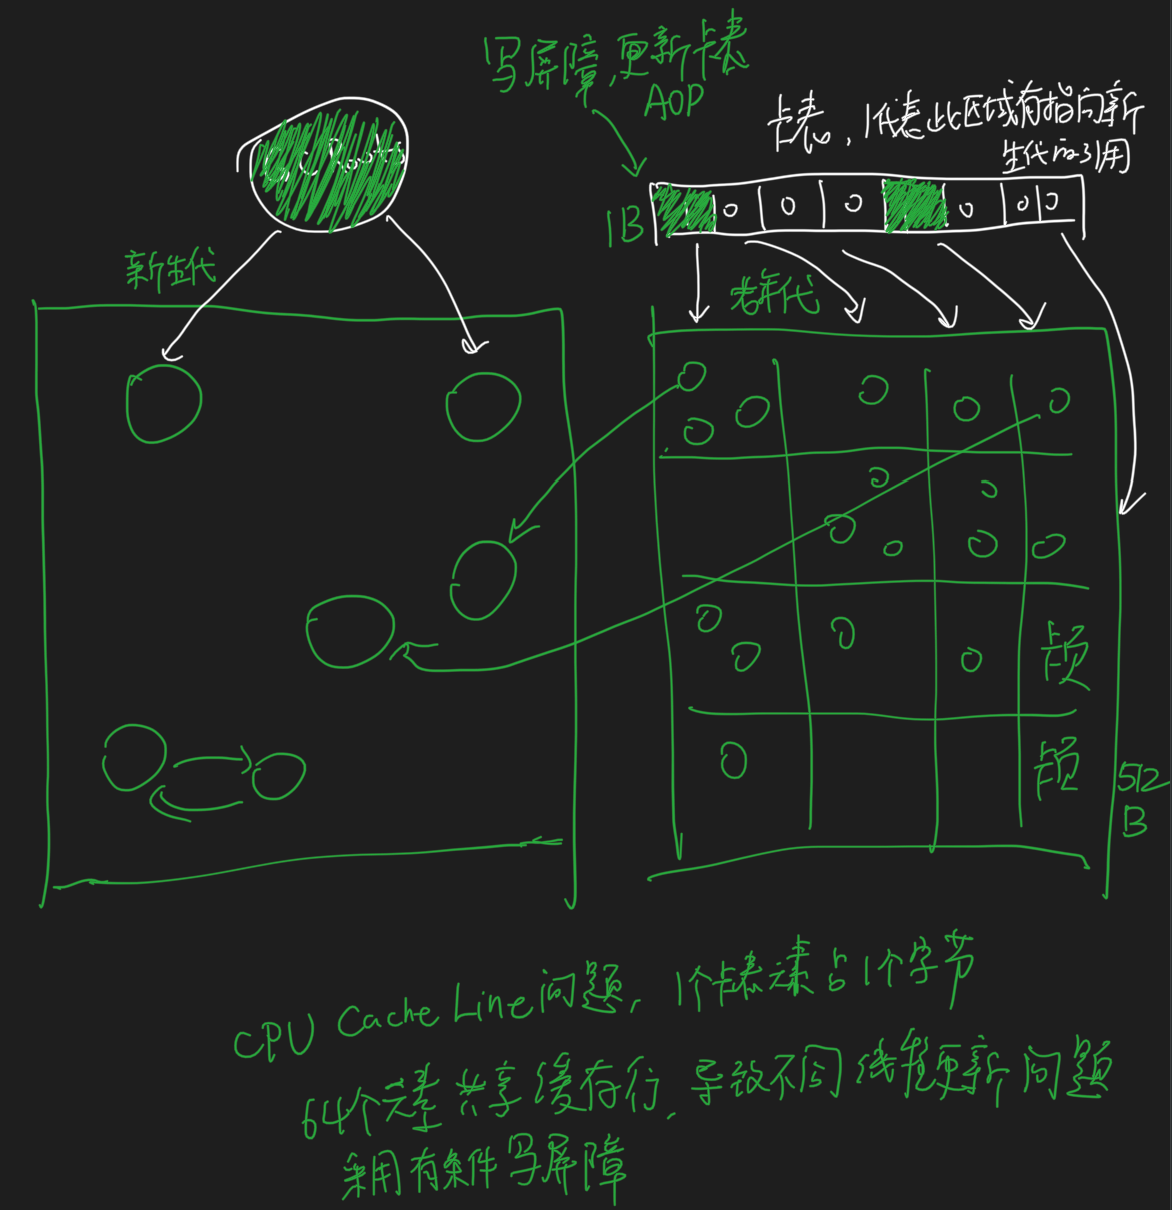 写屏障,更新卡表
AOP
卡表,1代表此区域有指向新
生代的引用
1B
0 0 0 0 0 0
新生代
老年代
卡页
卡页
512
B
CPU Cache Line问题,1个卡表元素占1个字节
64个元素共享缓存行,导致不同线程更新问题
采用有条件写屏障